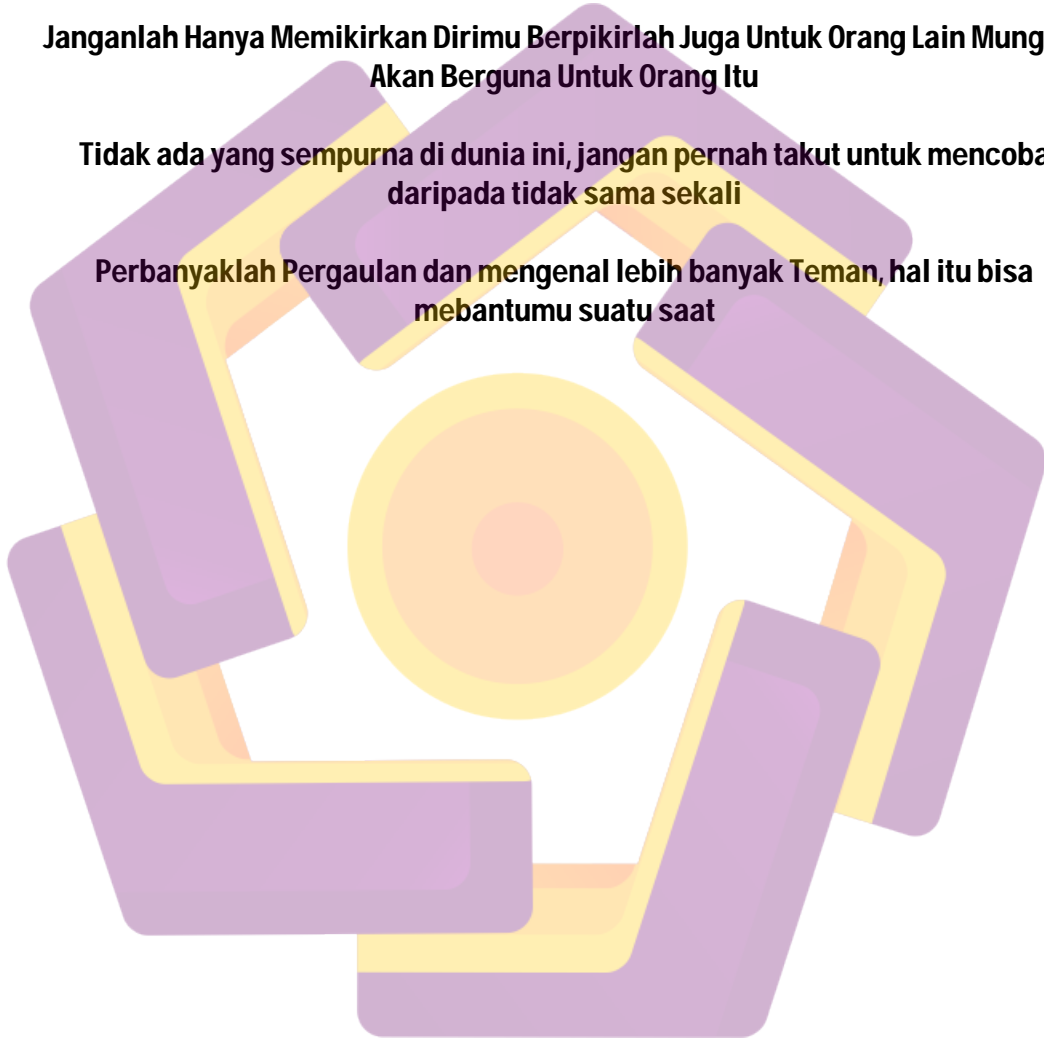 Janganlah Hanya Memikirkan Dirimu Berpikirlah Juga Untuk Orang Lain Mung
Akan Berguna Untuk Orang Itu
Tidak ada yang sempurna di dunia ini, jangan pernah takut untuk mencoba
daripada tidak sama sekali
Perbanyaklah Pergaulan dan mengenal lebih banyak Teman, hal itu bisa
mebantumu suatu saat